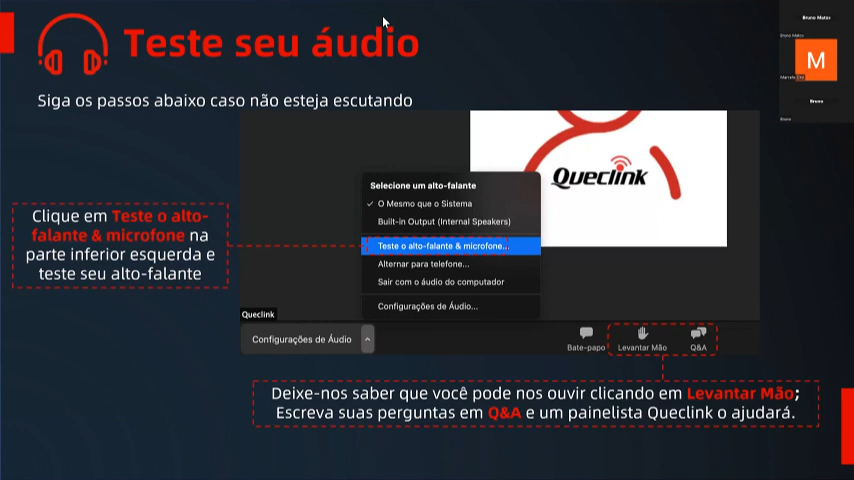 Teste seu áudio
Siga os passos abaixo caso não esteja escutando
Bruno Matos
Bruno Matos
M
Bruno
Bruno
Queclink
Selecione um alto-falante
✓ O Mesmo que o Sistema
Built-in Output (Internal Speakers)
Teste o alto-falante & microfone...
Alternar para telefone...
Sair com o áudio do computador
Configurações de Áudio...
Clique em Teste o alto-
falante & microfone na
parte inferior esquerda e
teste seu alto-falante
Queclink
Configurações de Áudio
Bate-papo
Levantar Mão
Q&A
Deixe-nos saber que você pode nos ouvir clicando em Levantar Mão;
Escreva suas perguntas em Q&A e um painelista Queclink o ajudará.